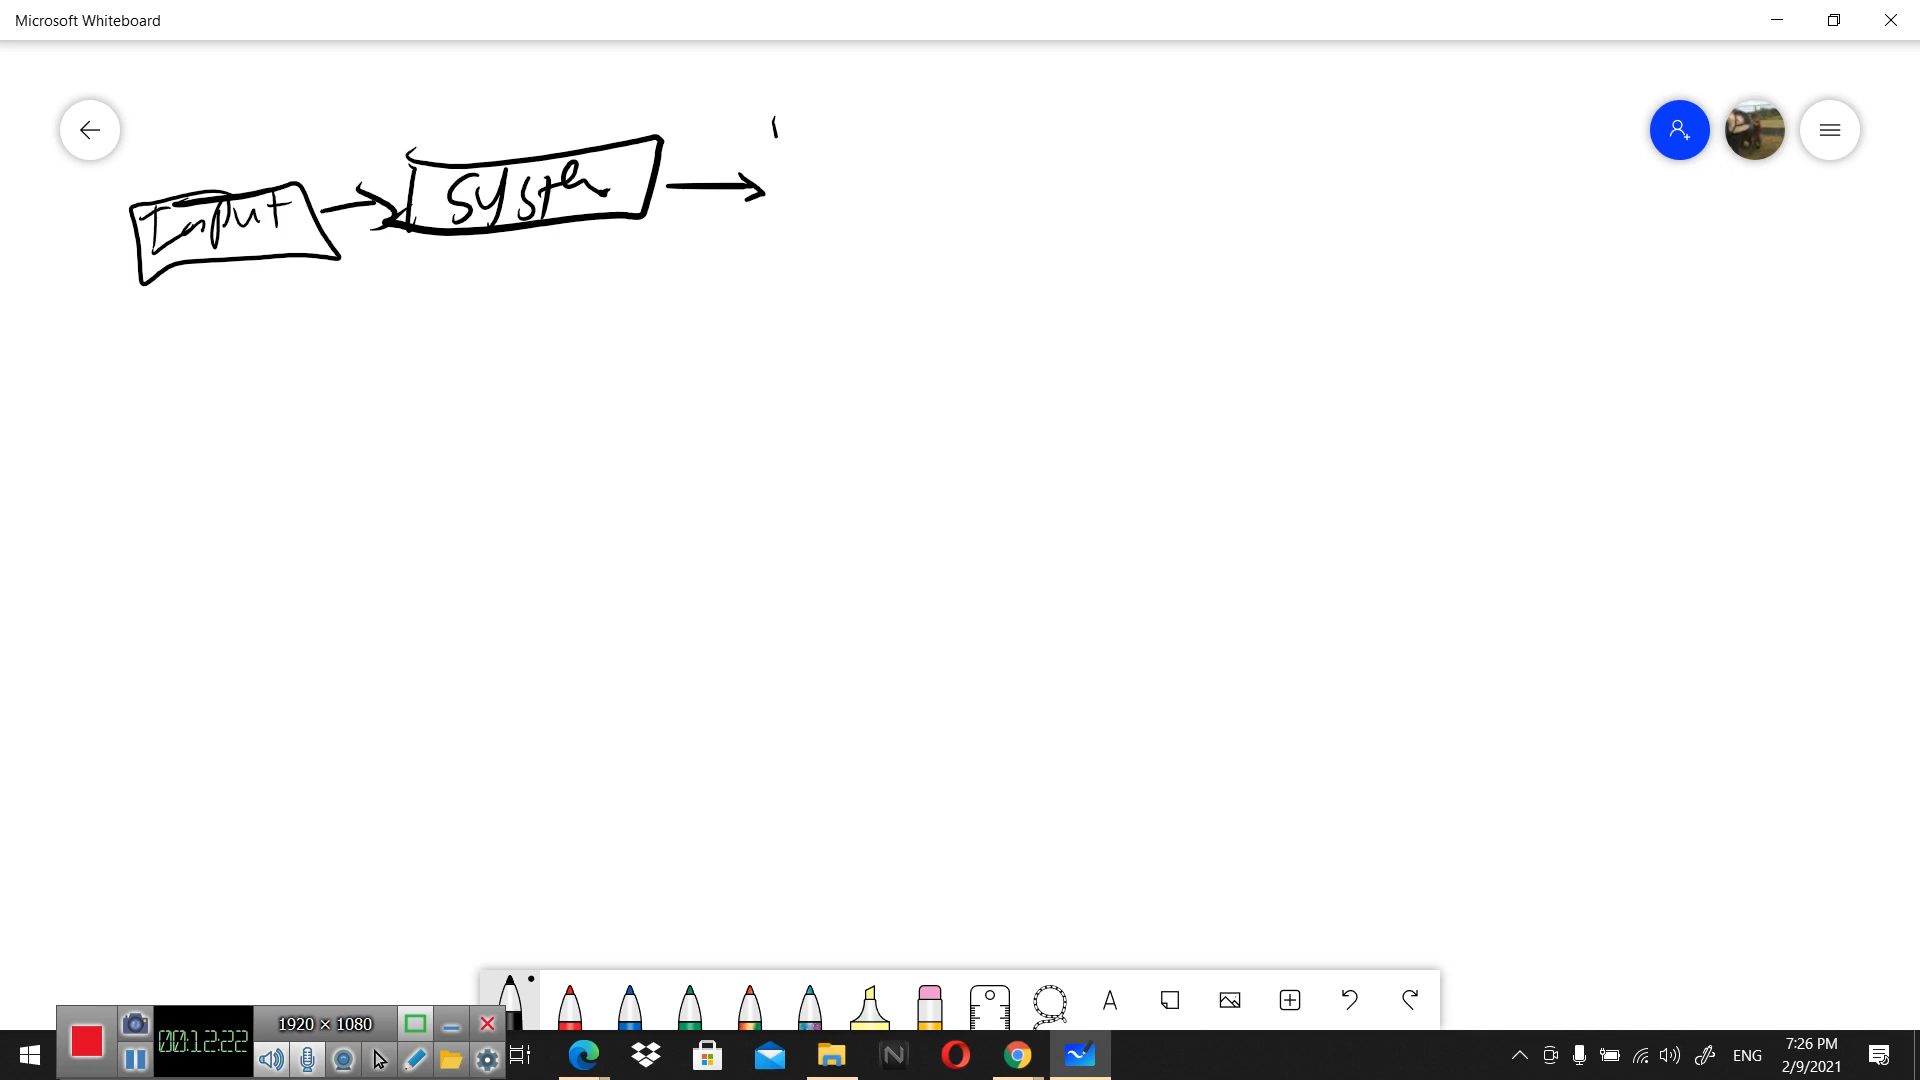 Microsoft Whiteboard
Input
System
00:12:22
1920 × 1080
ENG
7:26 PM
2/9/2021